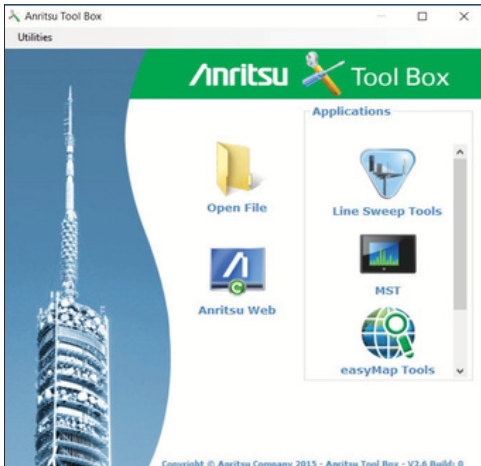 Anritsu Tool Box
Utilities
Anritsu Tool Box
Applications
Open File
Line Sweep Tools
Anritsu Web
MST
easyMap Tools
Copyright © Anritsu Company 2015 - Anritsu Tool Box - V2.6 Build: 0